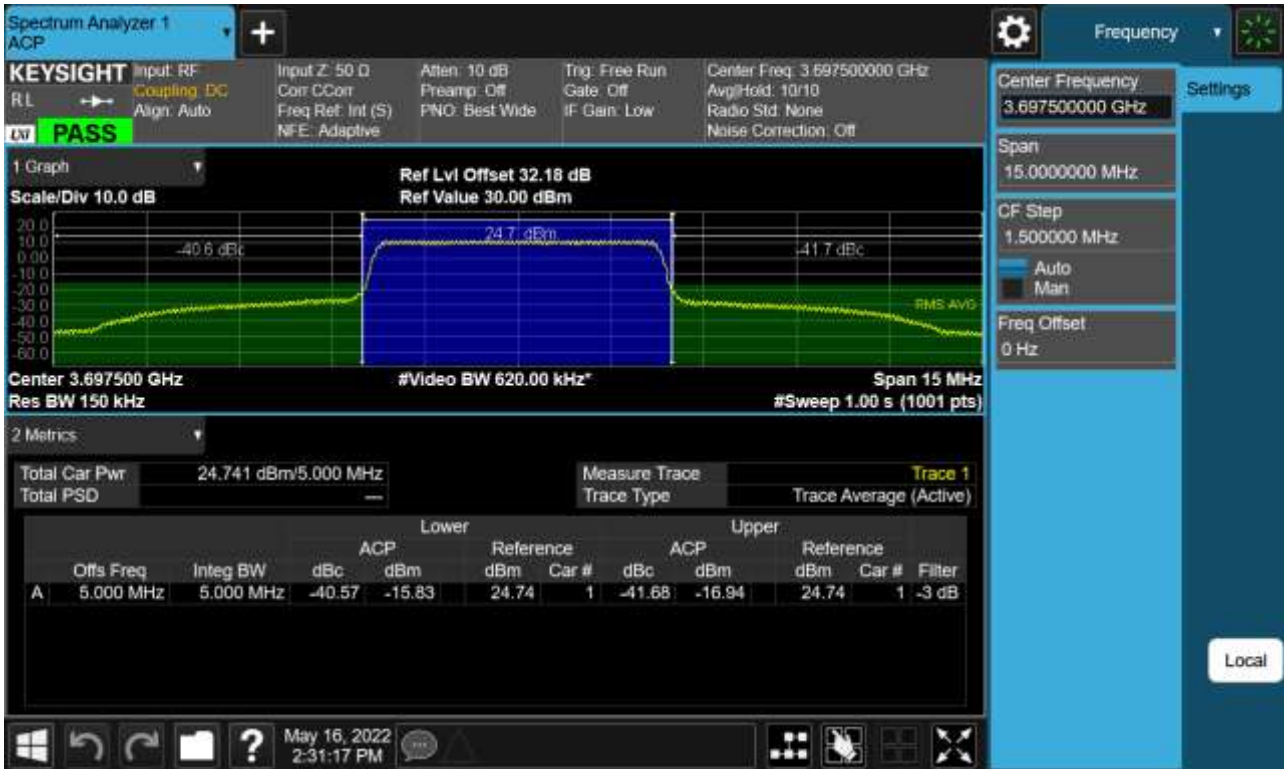 Spectrum Analyzer 1
ACP
+
Frequency
KEYSIGHT
RL
LXI
PASS
Input: RF
Coupling: DC
Align: Auto
Input Z: 50 Ω
Corr CCorr
Freq Ref: Int (S)
NFE: Adaptive
Atten: 10 dB
Preamp: Off
PNO: Best Wide
Trig: Free Run
Gate: Off
IF Gain: Low
Center Freq: 3.697500000 GHz
Avg|Hold: 10/10
Radio Std: None
Noise Correction: Off
1 Graph
Scale/Div 10.0 dB
Ref Lvl Offset 32.18 dB
Ref Value 30.00 dBm
20.0
10.0
0.00
-10.0
-20.0
-30.0
-40.0
-50.0
-60.0
-40.6 dBc
24.7 dBm
-41.7 dBc
RMS AVG
Center 3.697500 GHz
#Video BW 620.00 kHz*
Span 15 MHz
Res BW 150 kHz
#Sweep 1.00 s (1001 pts)
2 Metrics
Total Car Pwr 24.741 dBm/5.000 MHz
Total PSD ---
Measure Trace Trace 1
Trace Type Trace Average (Active)
Lower Upper
ACP Reference ACP Reference
Offs Freq Integ BW dBc dBm dBm Car # dBc dBm dBm Car # Filter
A 5.000 MHz 5.000 MHz -40.57 -15.83 24.74 1 -41.68 -16.94 24.74 1 -3 dB
Center Frequency
3.697500000 GHz
Settings
Span
15.0000000 MHz
CF Step
1.500000 MHz
Auto
Man
Freq Offset
0 Hz
Local
?
May 16, 2022
2:31:17 PM